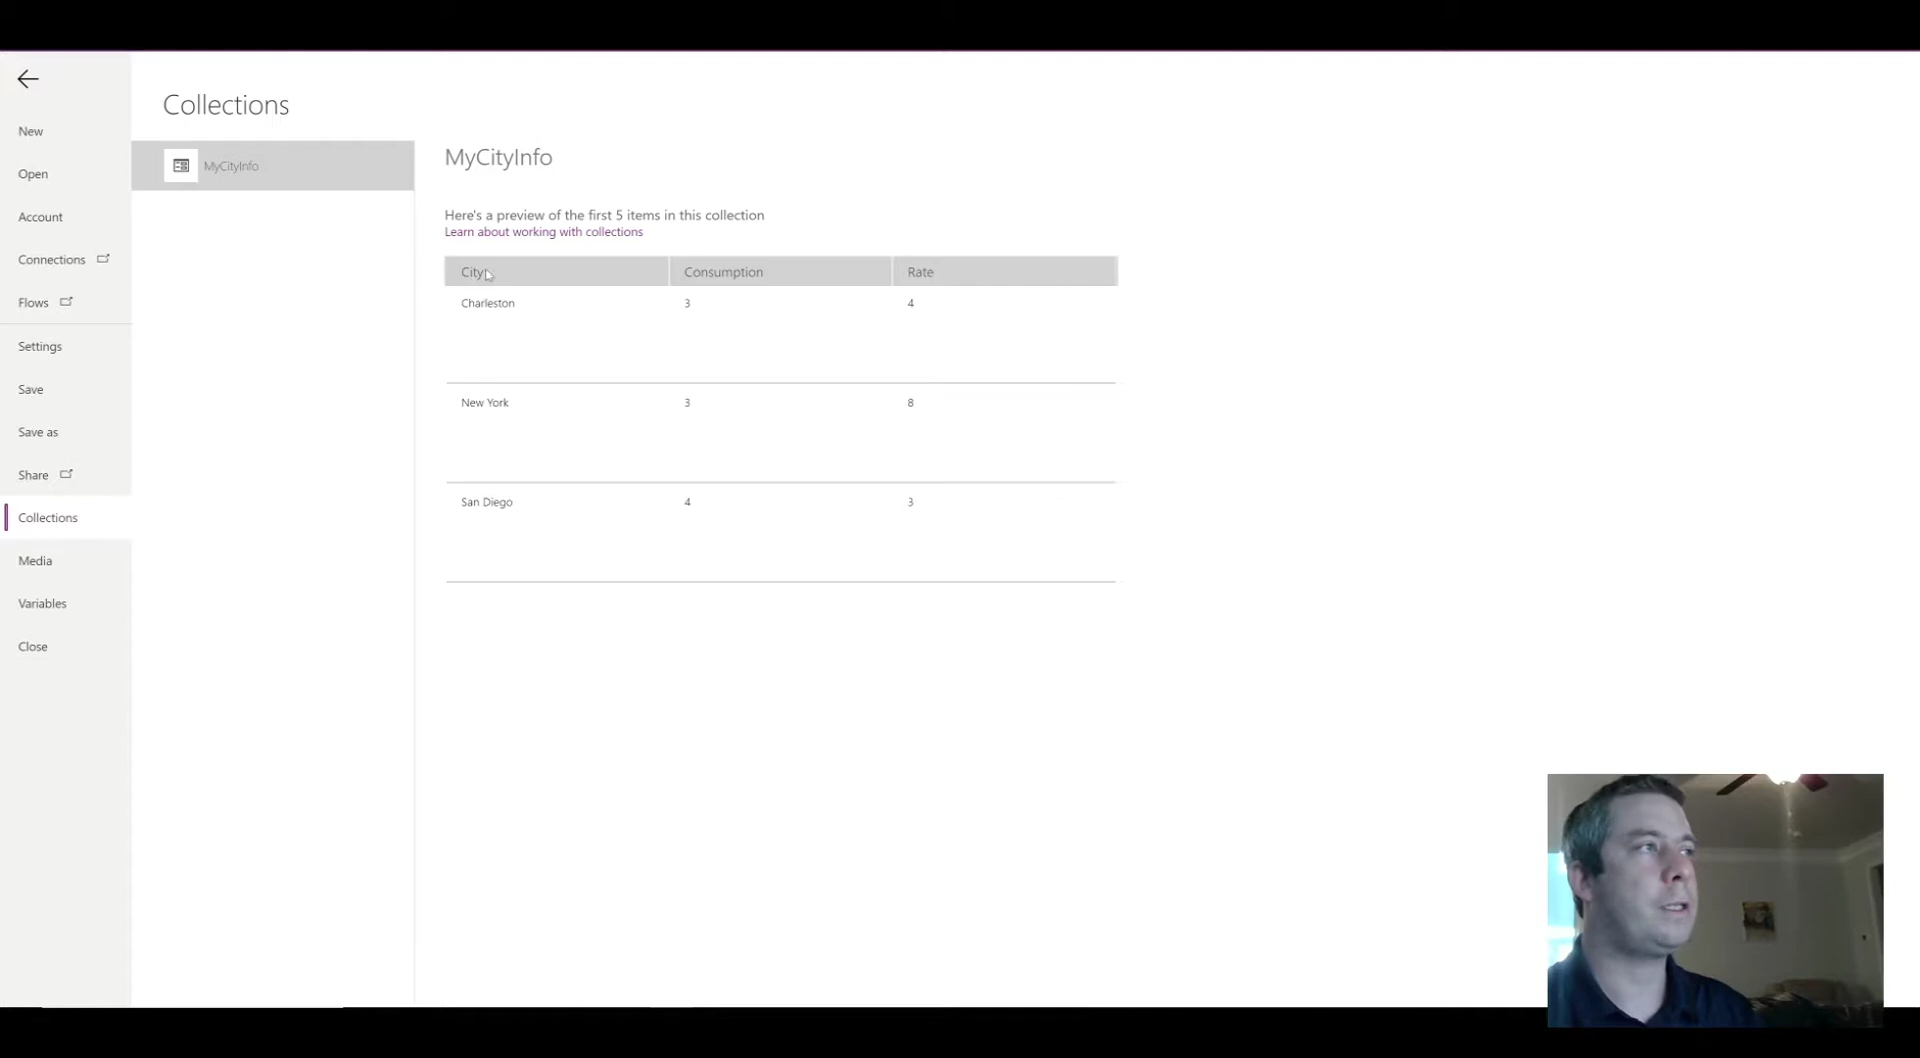 Collections
New
Open
Account
Connections
Flows
Settings
Save
Save as
Share
Collections
Media
Variables
Close
MyCityInfo
MyCityInfo
Here's a preview of the first 5 items in this collection
Learn about working with collections
City Consumption Rate
Charleston 3 4
New York 3 8
San Diego 4 3